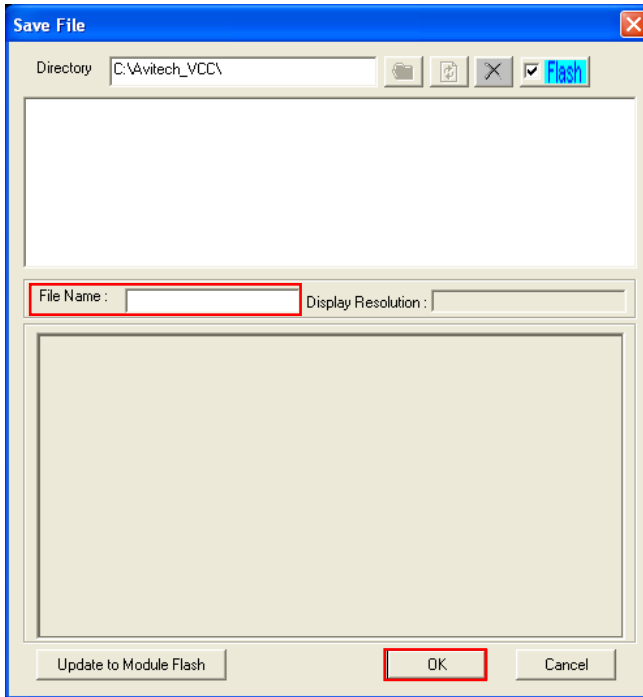 Save File
Directory C:\Avitech_VCC\ Flash
File Name : Display Resolution :
Update to Module Flash OK Cancel